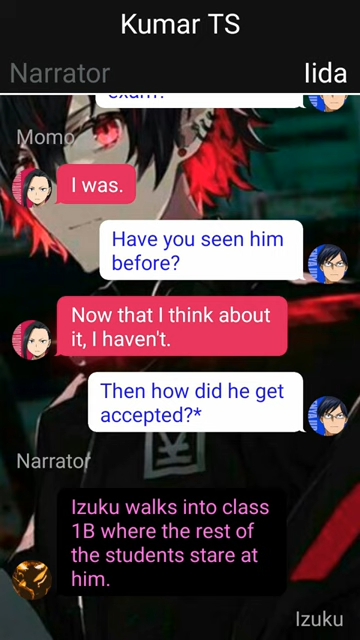 Kumar TS
Narrator
Iida
exam?
Momo
I was.
Have you seen him
before?
Now that I think about
it, I haven't.
Then how did he get
accepted?*
Narrator
Izuku walks into class
1B where the rest of
the students stare at
him.
Izuku